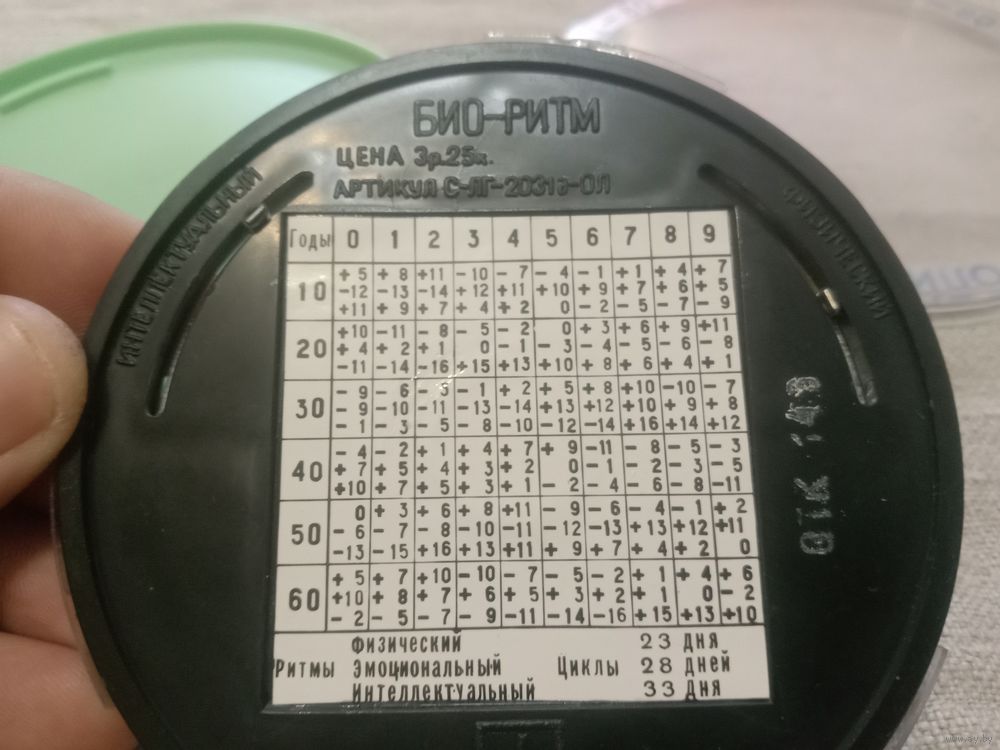 БИО-РИТМ
ЦЕНА 3р.25к.
АРТИКУЛ С-ЛГ-20313-ОЛ
ИНТЕЛЛЕКТУАЛЬНЫЙ
ФИЗИЧЕСКИЙ
Годы 0 1 2 3 4 5 6 7 8 9
+ 5 + 8 +11 -10 - 7 - 4 - 1 +1 + 4 + 7
10 -12 -13 -14 +12 +11 +10 + 9 + 7 + 6 + 5
+11 + 9 + 7 + 4 + 2 0 - 2 - 5 - 7 - 9
+10 -11 - 8 - 5 - 2 0 + 3 + 6 + 9 +11
20 + 4 + 2 + 1 0 - 1 - 3 - 4 - 5 - 6 - 8
-11 -14 -16 +15 +13 +10 + 8 + 6 + 4 + 1
- 9 - 6 - 3 - 1 + 2 + 5 + 8 +10 -10 - 7
30 - 9 -10 -11 -13 -14 +13 +12 +10 + 9 + 8
- 1 - 3 - 5 - 8 -10 -12 -14 +16 +14 +12
- 4 - 2 + 1 + 4 + 7 + 9 -11 - 8 - 5 - 3
40 + 7 + 5 + 4 + 3 + 2 0 - 1 - 2 - 3 - 5
+10 + 7 + 5 + 3 + 1 - 2 - 4 - 6 - 8 -11
0 + 3 + 6 + 8 +11 - 9 - 6 - 4 - 1 + 2
50 - 6 - 7 - 8 -10 -11 -12 -13 +13 +12 +11
-13 -15 +16 +13 +11 + 9 + 7 + 4 + 2 0
+ 5 + 7 +10 -10 - 7 - 5 - 2 + 1 + 4 + 6
60 +10 + 8 + 7 + 6 + 5 + 3 + 2 + 1 0 - 2
- 2 - 5 - 7 - 9 -11 -14 -16 +15 +13 +10
Физический 23 дня
Ритмы Эмоциональный Циклы 28 дней
Интеллектуальный 33 дня
ОТК 143